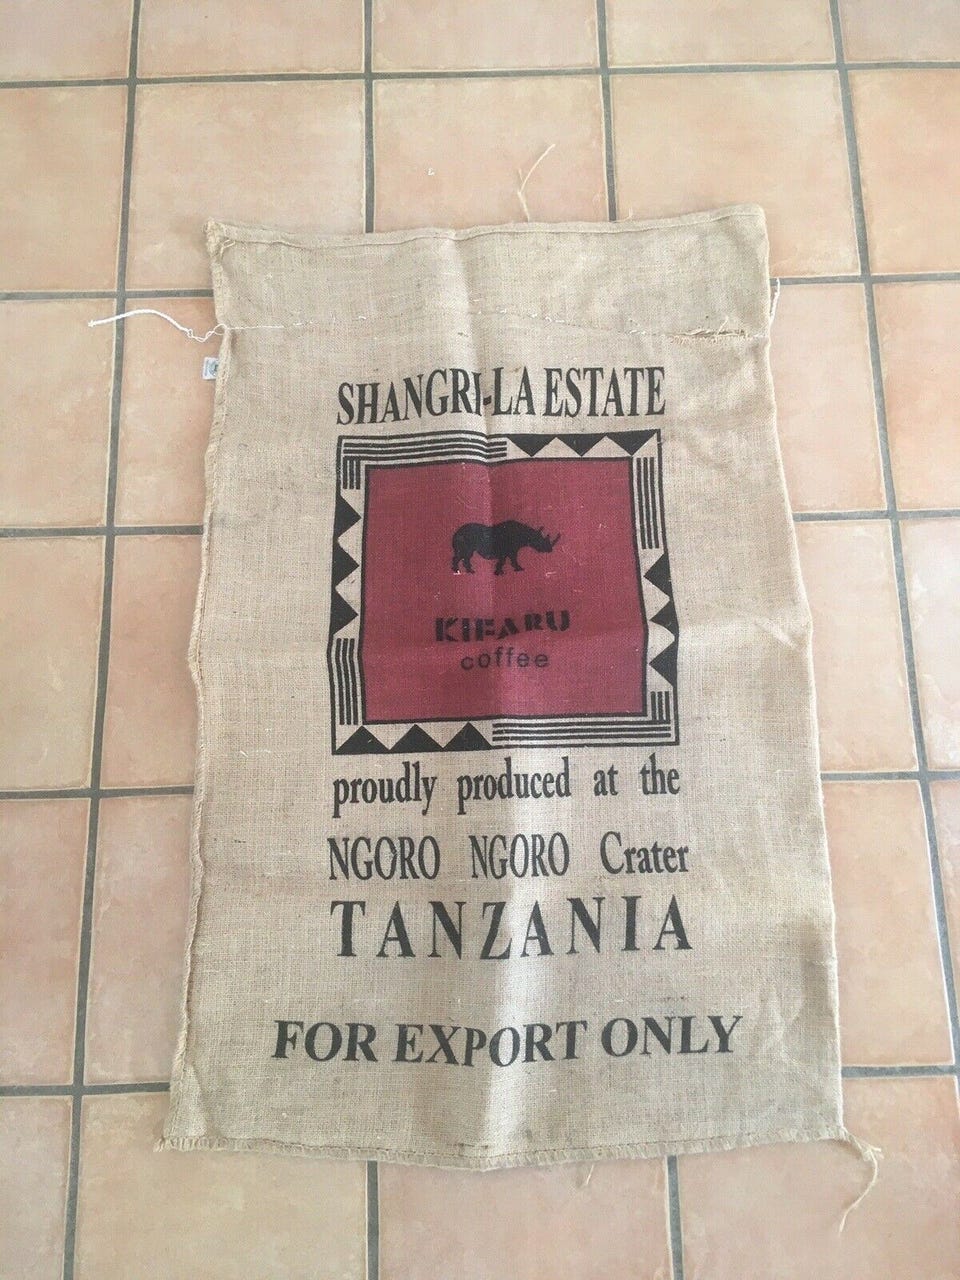 SHANGRI-LA ESTATE
KIFARU
coffee
proudly produced at the
NGORO NGORO Crater
TANZANIA
FOR EXPORT ONLY